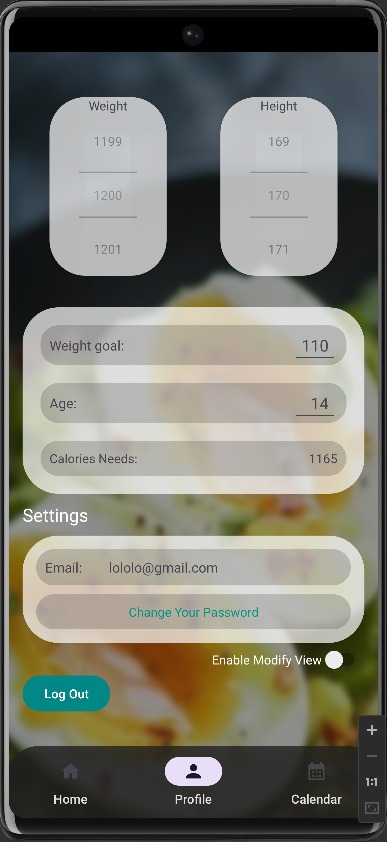 Weight Height
1199 169
1200 170
1201 171
Weight goal: 110
Age: 14
Calories Needs: 1165
Settings
Email: lololo@gmail.com
Change Your Password
Enable Modify View
Log Out
1:1
Home Profile Calendar